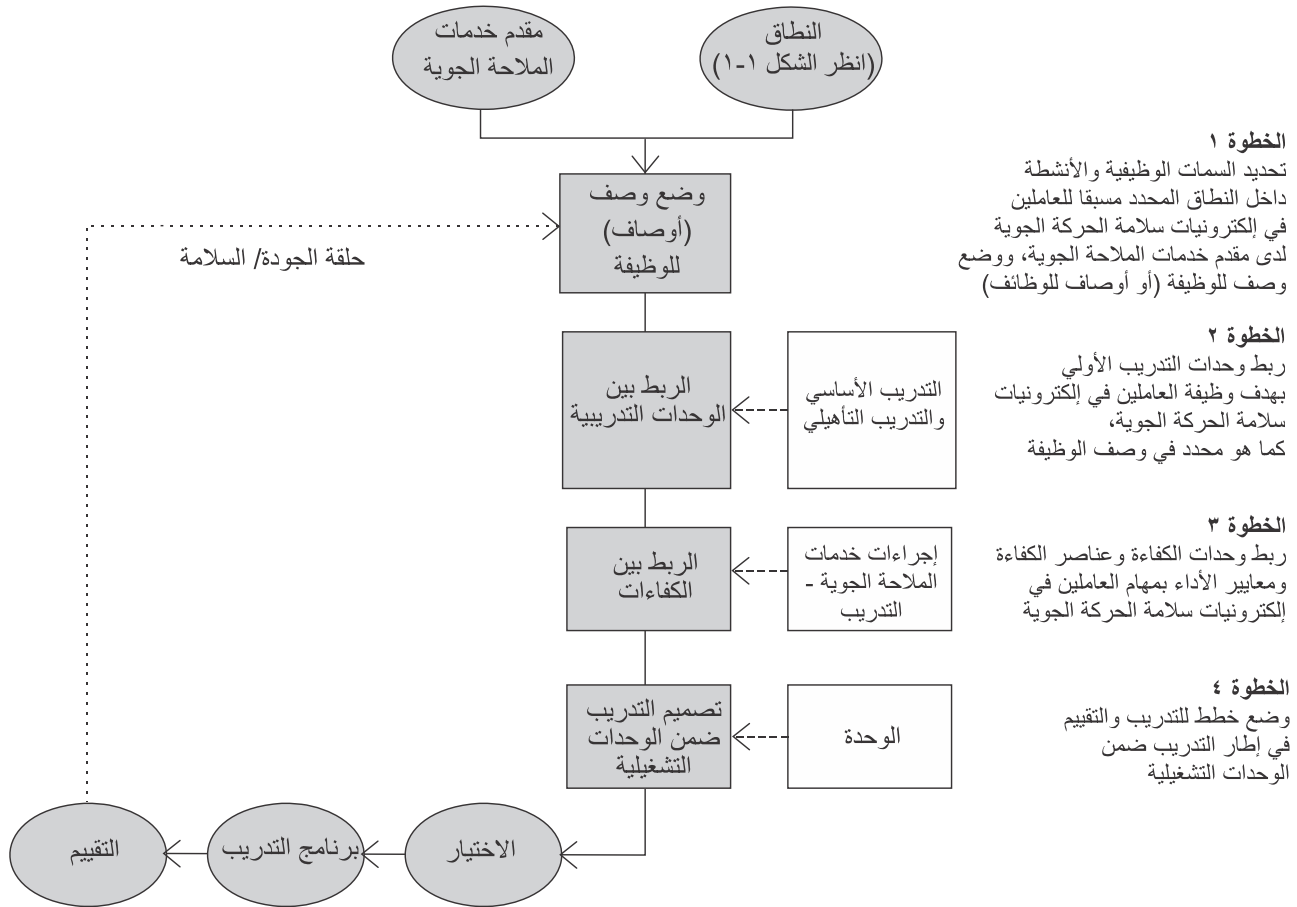 النطاق
(انظر الشكل ١-١)
مقدم خدمات
الملاحة الجوية
الخطوة ١
تحديد السمات الوظيفية والأنشطة
داخل النطاق المحدد مسبقا للعاملين
في إلكترونيات سلامة الحركة الجوية
لدى مقدم خدمات الملاحة الجوية، ووضع
وصف للوظيفة (أو أوصاف للوظائف)
وضع وصف
(أوصاف)
للوظيفة
حلقة الجودة/ السلامة
الخطوة ٢
ربط وحدات التدريب الأولي
بهدف وظيفة العاملين في إلكترونيات
سلامة الحركة الجوية،
كما هو محدد في وصف الوظيفة
التدريب الأساسي
والتدريب التأهيلي
الربط بين
الوحدات التدريبية
الخطوة ٣
ربط وحدات الكفاءة وعناصر الكفاءة
ومعايير الأداء بمهام العاملين في
إلكترونيات سلامة الحركة الجوية
إجراءات خدمات
الملاحة الجوية -
التدريب
الربط بين
الكفاءات
الخطوة ٤
وضع خطط للتدريب والتقييم
في إطار التدريب ضمن
الوحدات التشغيلية
الوحدة
تصميم التدريب
ضمن الوحدات
التشغيلية
الاختيار
برنامج التدريب
التقييم